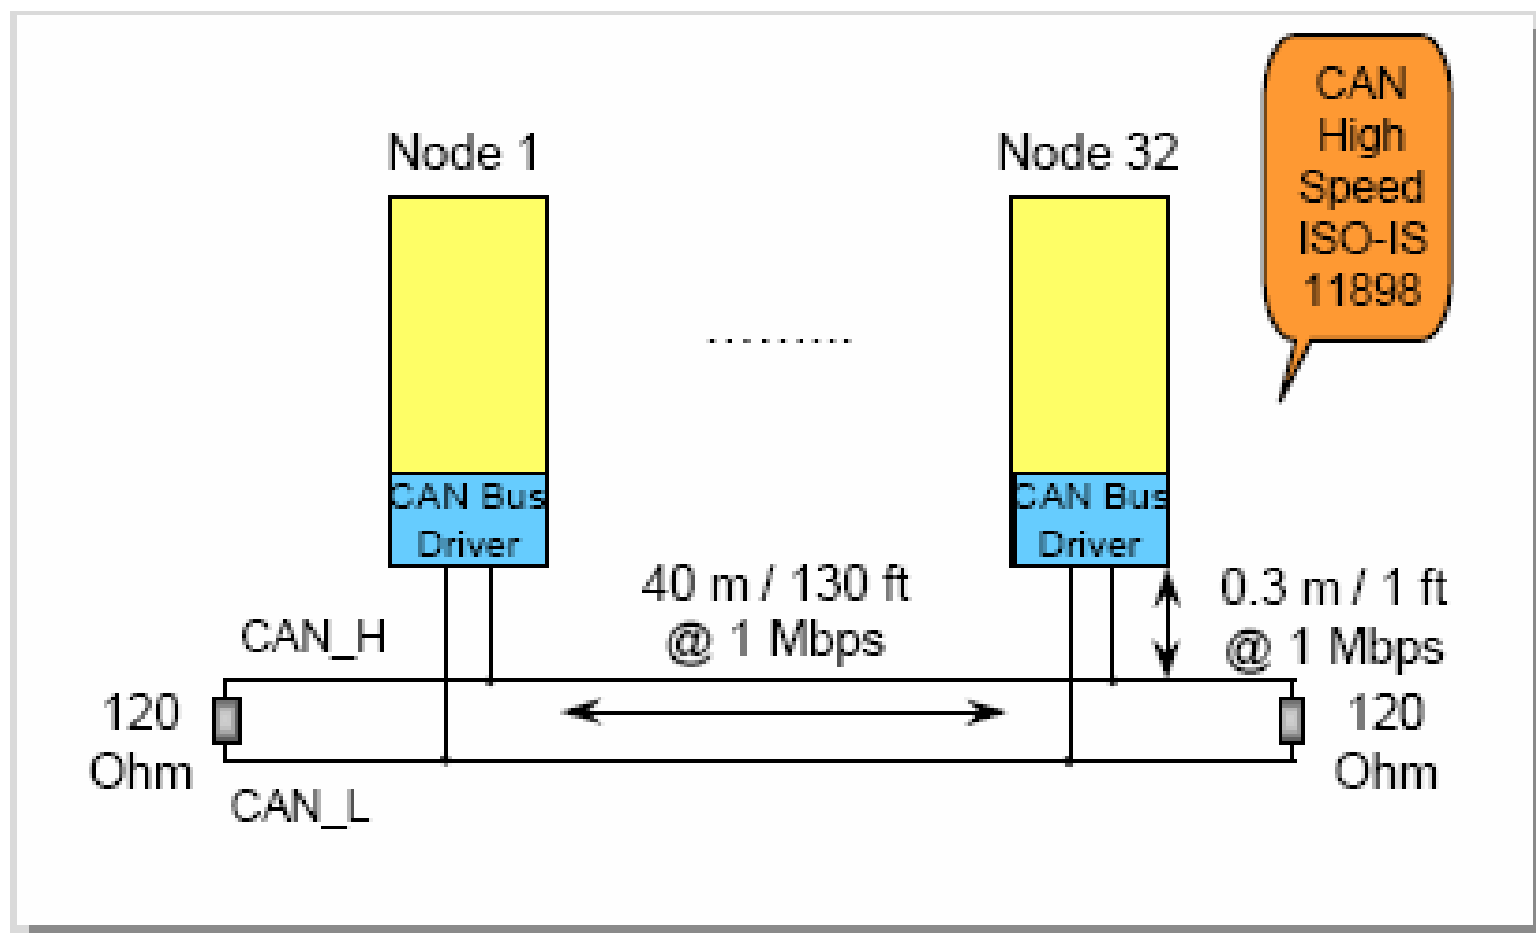 CAN
High
Speed
ISO-IS
11898
Node 1
Node 32
.........
CAN Bus
Driver
CAN Bus
Driver
40 m / 130 ft
@ 1 Mbps
0.3 m / 1 ft
@ 1 Mbps
CAN_H
120
Ohm
120
Ohm
CAN_L